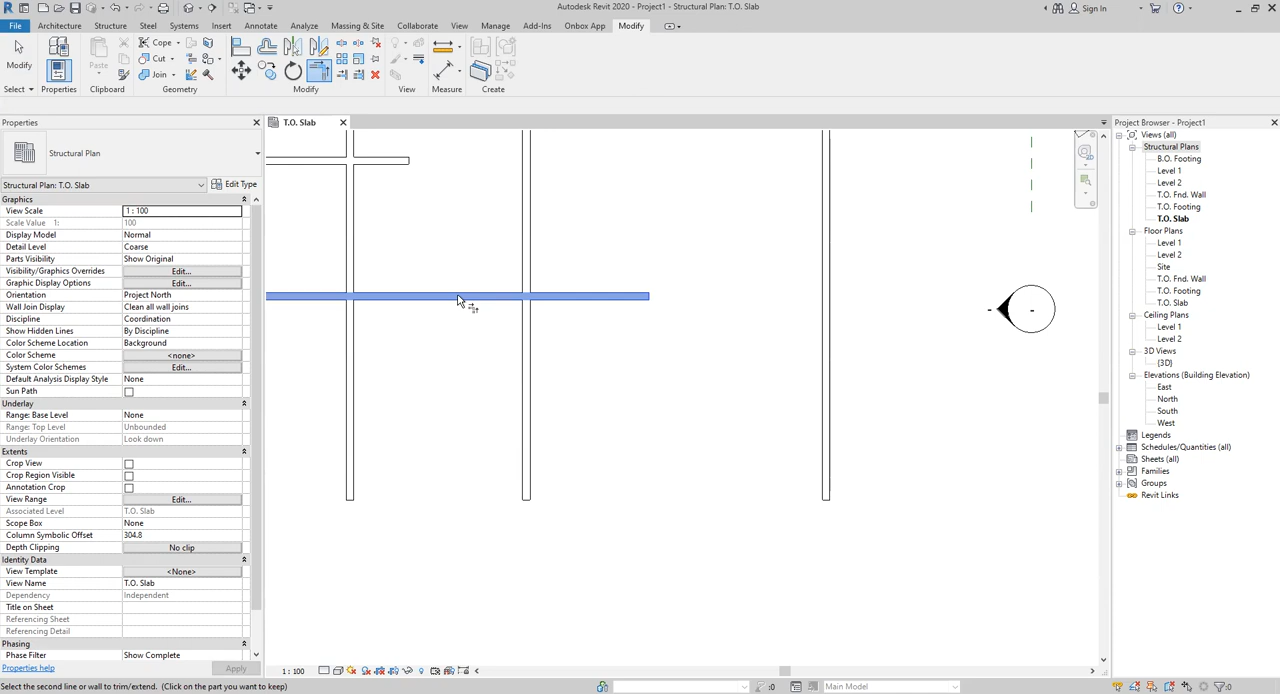 Autodesk Revit 2020 - Project1 - Structural Plan: T.O. Slab
Sign In
File Architecture Structure Steel Systems Insert Annotate Analyze Massing & Site Collaborate View Manage Add-Ins Onbox App Modify
Modify
Paste
Cope
Cut
Join
Select Properties Clipboard Geometry Modify View Measure Create
Properties
T.O. Slab
Project Browser - Project1
Structural Plan
Structural Plan: T.O. Slab
Edit Type
Graphics
View Scale 1 : 100
Scale Value 1: 100
Display Model Normal
Detail Level Coarse
Parts Visibility Show Original
Visibility/Graphics Overrides Edit...
Graphic Display Options Edit...
Orientation Project North
Wall Join Display Clean all wall joins
Discipline Coordination
Show Hidden Lines By Discipline
Color Scheme Location Background
Color Scheme <none>
System Color Schemes Edit...
Default Analysis Display Style None
Sun Path
Underlay
Range: Base Level None
Range: Top Level Unbounded
Underlay Orientation Look down
Extents
Crop View
Crop Region Visible
Annotation Crop
View Range Edit...
Associated Level T.O. Slab
Scope Box None
Column Symbolic Offset 304.8
Depth Clipping No clip
Identity Data
View Template <None>
View Name T.O. Slab
Dependency Independent
Title on Sheet
Referencing Sheet
Referencing Detail
Phasing
Phase Filter Show Complete
Properties help
Apply
Views (all)
Structural Plans
B.O. Footing
Level 1
Level 2
T.O. Fnd. Wall
T.O. Footing
T.O. Slab
Floor Plans
Level 1
Level 2
Site
T.O. Fnd. Wall
T.O. Footing
T.O. Slab
Ceiling Plans
Level 1
Level 2
3D Views
{3D}
Elevations (Building Elevation)
East
North
South
West
Legends
Schedules/Quantities (all)
Sheets (all)
Families
Groups
Revit Links
1 : 100
Select the second line or wall to trim/extend. (Click on the part you want to keep)
:0
Main Model
:0